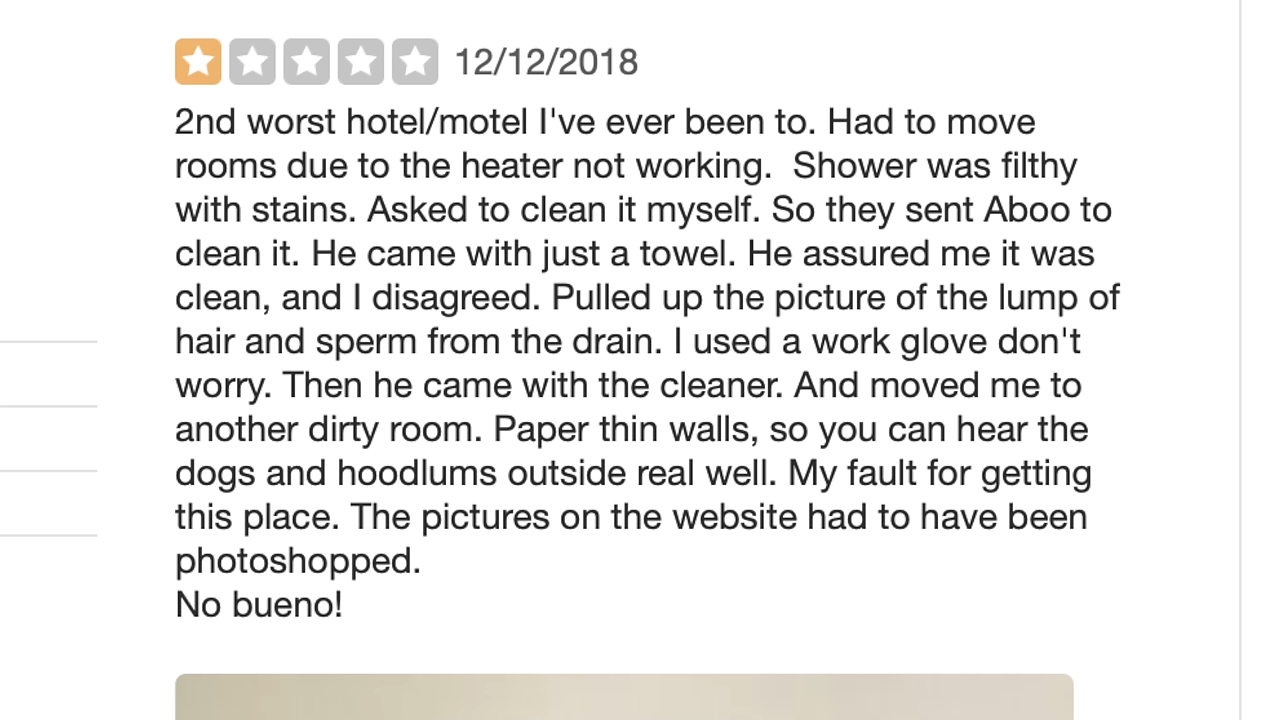 12/12/2018
2nd worst hotel/motel I've ever been to. Had to move
rooms due to the heater not working.  Shower was filthy
with stains. Asked to clean it myself. So they sent Aboo to
clean it. He came with just a towel. He assured me it was
clean, and I disagreed. Pulled up the picture of the lump of
hair and sperm from the drain. I used a work glove don't
worry. Then he came with the cleaner. And moved me to
another dirty room. Paper thin walls, so you can hear the
dogs and hoodlums outside real well. My fault for getting
this place. The pictures on the website had to have been
photoshopped.
No bueno!